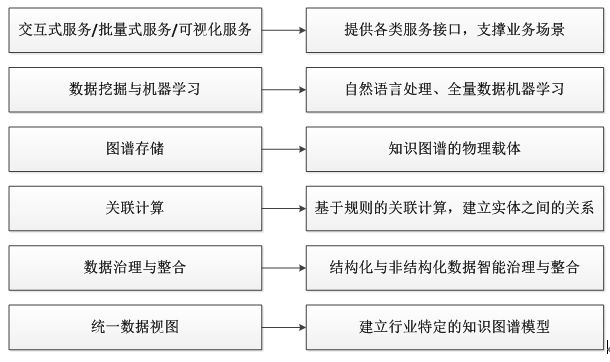 交互式服务/批量式服务/可视化服务
提供各类服务接口，支撑业务场景
数据挖掘与机器学习
自然语言处理、全量数据机器学习
图谱存储
知识图谱的物理载体
关联计算
基于规则的关联计算，建立实体之间的关系
数据治理与整合
结构化与非结构化数据智能治理与整合
统一数据视图
建立行业特定的知识图谱模型